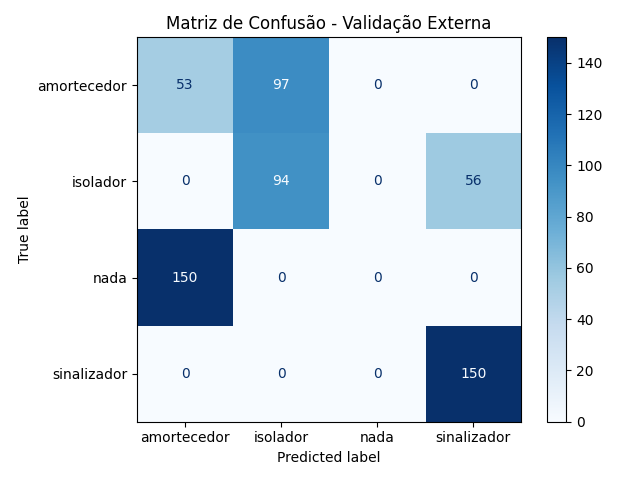 Matriz de Confusão - Validação Externa
True label
amortecedor 53 97 0 0
isolador 0 94 0 56
nada 150 0 0 0
sinalizador 0 0 0 150
amortecedor isolador nada sinalizador
Predicted label
140
120
100
80
60
40
20
0